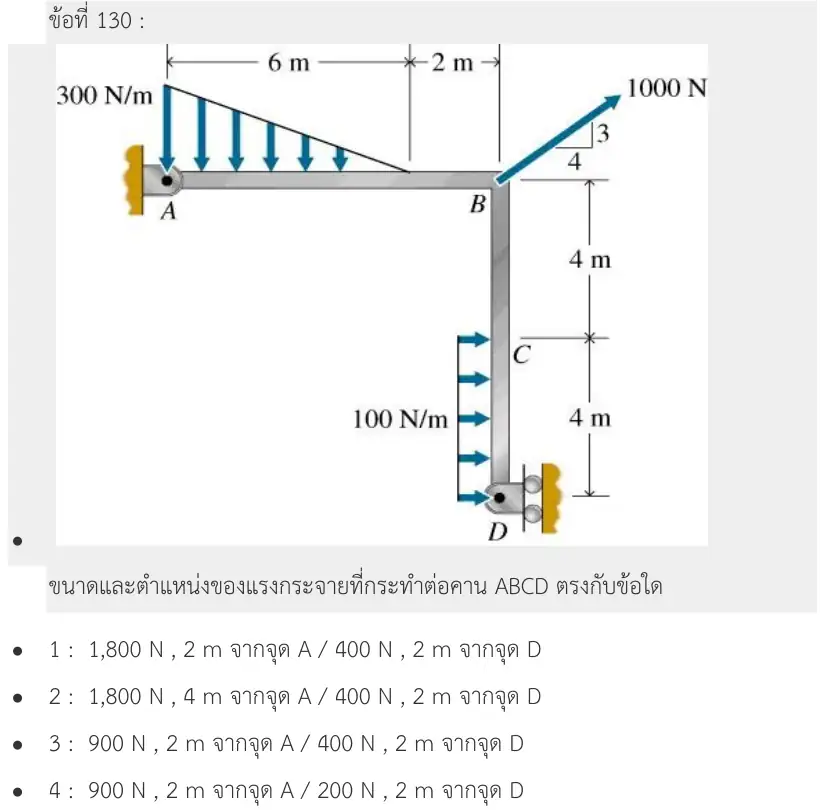 ข้อที่ 130 :
6 m
2 m
300 N/m
1000 N
3
4
A
B
4 m
C
100 N/m
4 m
D
ขนาดและตำแหน่งของแรงกระจายที่กระทำต่อคาน ABCD ตรงกับข้อใด
1 : 1,800 N , 2 m จากจุด A / 400 N , 2 m จากจุด D
2 : 1,800 N , 4 m จากจุด A / 400 N , 2 m จากจุด D
3 : 900 N , 2 m จากจุด A / 400 N , 2 m จากจุด D
4 : 900 N , 2 m จากจุด A / 200 N , 2 m จากจุด D